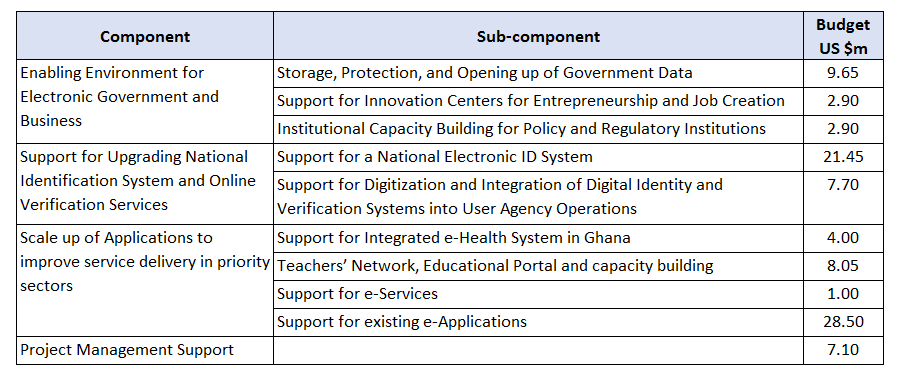 Component Sub-component Budget US $m
Enabling Environment for Electronic Government and Business
Storage, Protection, and Opening up of Government Data 9.65
Support for Innovation Centers for Entrepreneurship and Job Creation 2.90
Institutional Capacity Building for Policy and Regulatory Institutions 2.90
Support for Upgrading National Identification System and Online Verification Services
Support for a National Electronic ID System 21.45
Support for Digitization and Integration of Digital Identity and Verification Systems into User Agency Operations 7.70
Scale up of Applications to improve service delivery in priority sectors
Support for Integrated e-Health System in Ghana 4.00
Teachers’ Network, Educational Portal and capacity building 8.05
Support for e-Services 1.00
Support for existing e-Applications 28.50
Project Management Support 7.10